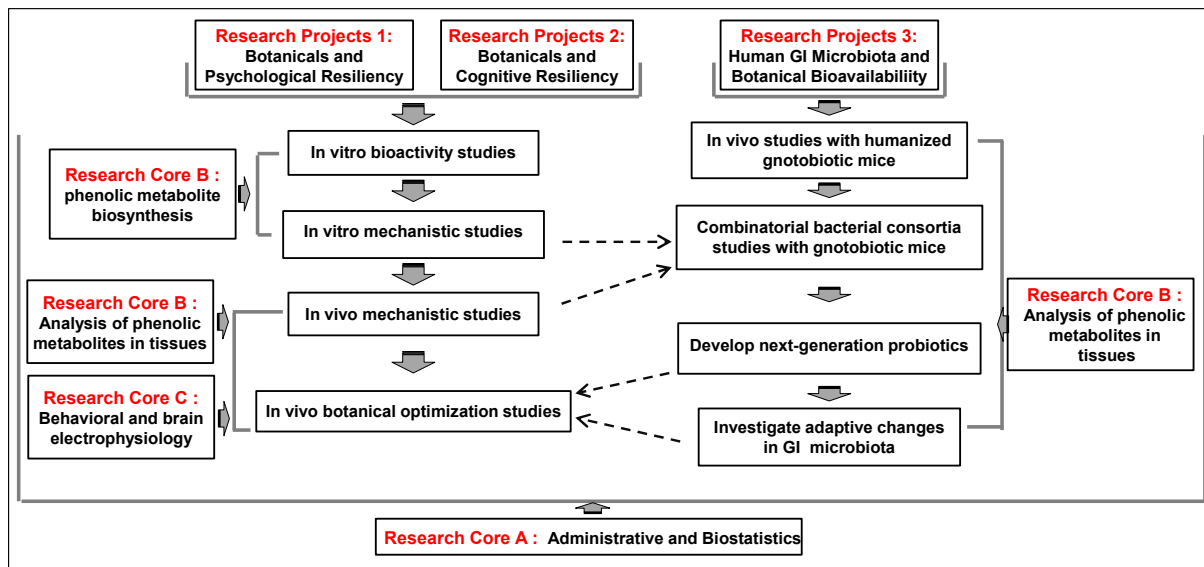 Research Projects 1:
Botanicals and
Psychological Resiliency
Research Projects 2:
Botanicals and
Cognitive Resiliency
Research Projects 3:
Human GI Microbiota and
Botanical Bioavailabiliity
In vitro bioactivity studies
In vivo studies with humanized
gnotobiotic mice
Research Core B :
phenolic metabolite
biosynthesis
In vitro mechanistic studies
Combinatorial bacterial consortia
studies with gnotobiotic mice
Research Core B :
Analysis of phenolic
metabolites in tissues
In vivo mechanistic studies
Develop next-generation probiotics
Research Core B :
Analysis of phenolic
metabolites in
tissues
Research Core C :
Behavioral and brain
electrophysiology
In vivo botanical optimization studies
Investigate adaptive changes
in GI microbiota
Research Core A : Administrative and Biostatistics